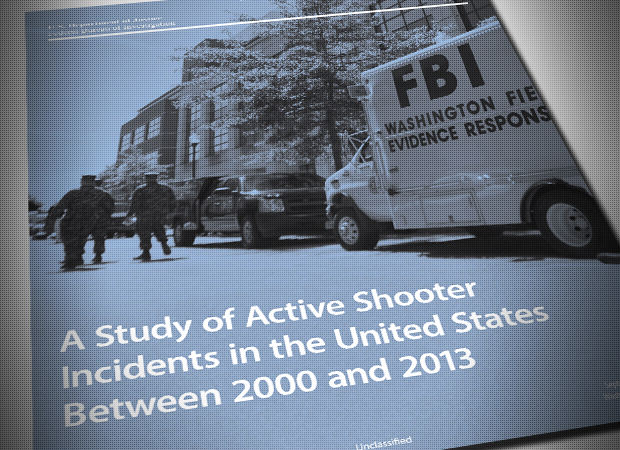 U.S. Department of Justice
Federal Bureau of Investigation
FBI
WASHINGTON FIE
EVIDENCE RESPONS
A Study of Active Shooter
Incidents in the United States
Between 2000 and 2013
Unclassified